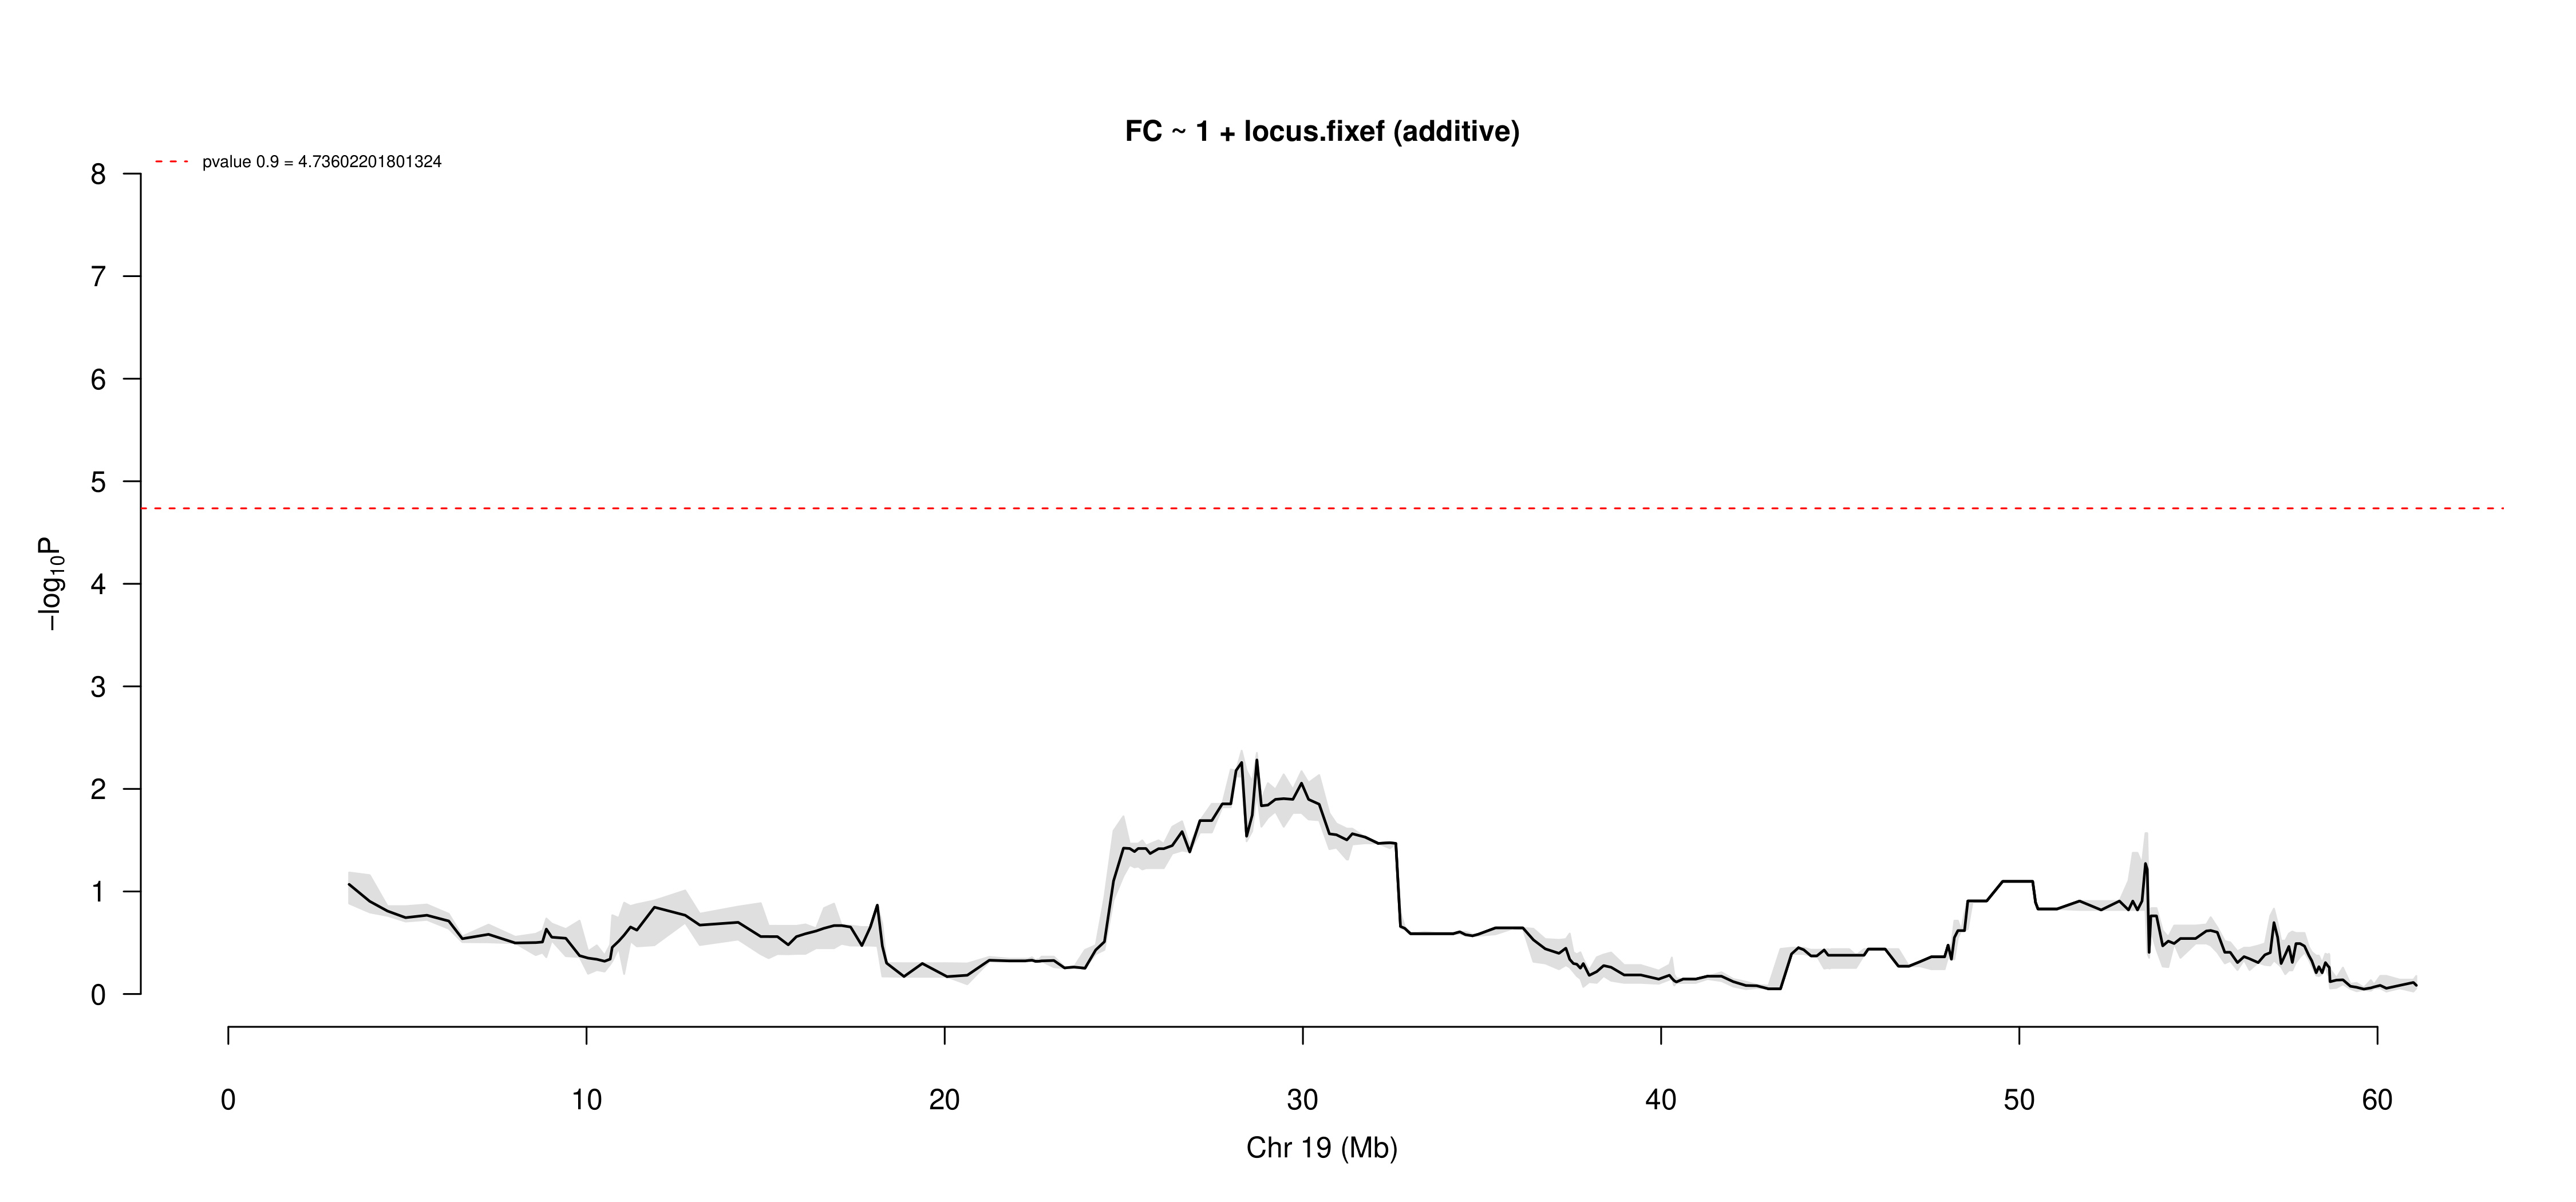 FC ~ 1 + locus.fixef (additive)
pvalue 0.9 = 4.73602201801324
8
7
6
5
4
3
2
1
0
−log10P
0 10 20 30 40 50 60
Chr 19 (Mb)